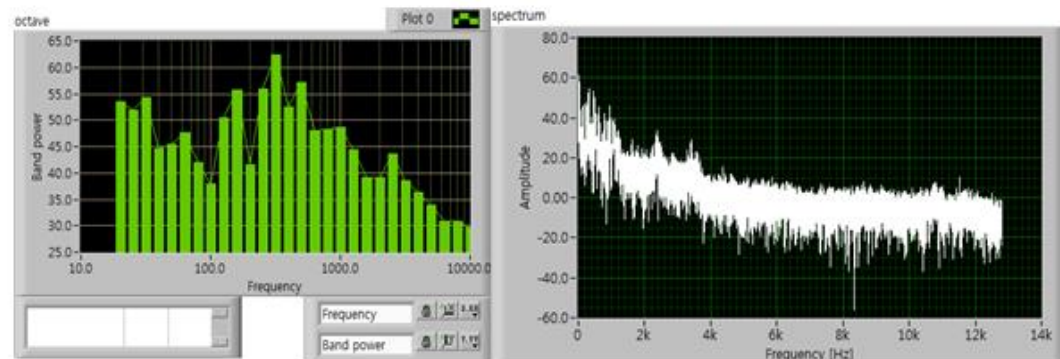 octave
Plot 0
65.0
60.0
55.0
50.0
45.0
40.0
35.0
30.0
25.0
Band power
10.0
100.0
1000.0
10000.0
Frequency
Frequency
Band power
spectrum
80.0
60.0
40.0
20.0
0.00
-20.0
-40.0
-60.0
Amplitude
0
2k
4k
6k
8k
10k
12k
14k
Frequency [Hz]